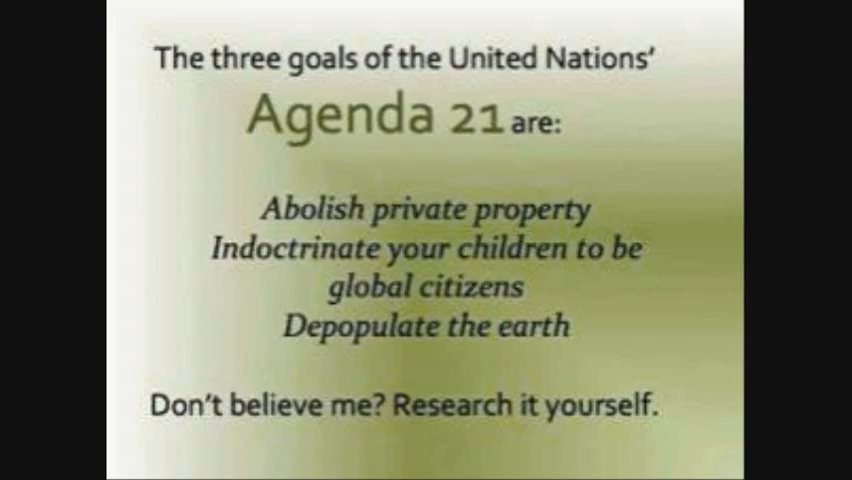 The three goals of the United Nations'
Agenda 21 are:
Abolish private property
Indoctrinate your children to be
global citizens
Depopulate the earth
Don't believe me? Research it yourself.